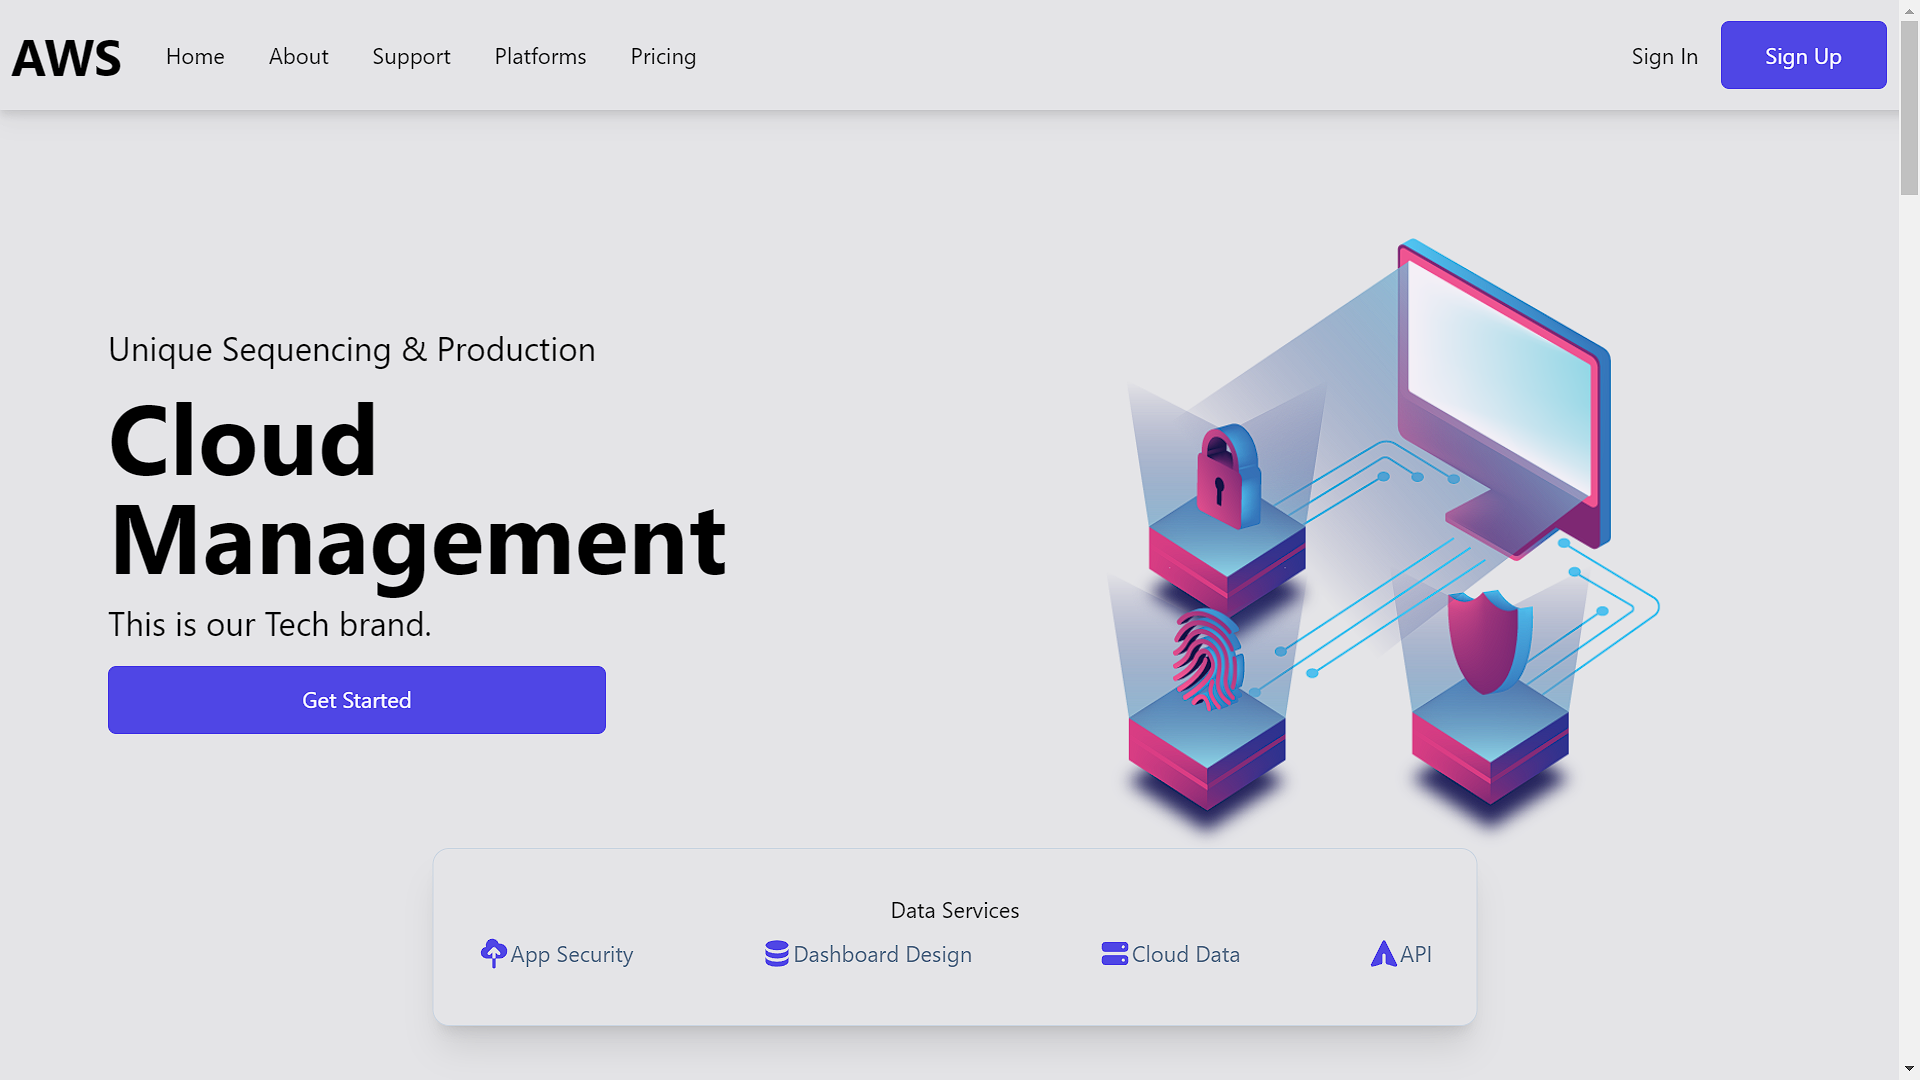 AWS Home About Support Platforms Pricing Sign In Sign Up
Unique Sequencing & Production
Cloud
Management
This is our Tech brand.
Get Started
Data Services
App Security Dashboard Design Cloud Data API